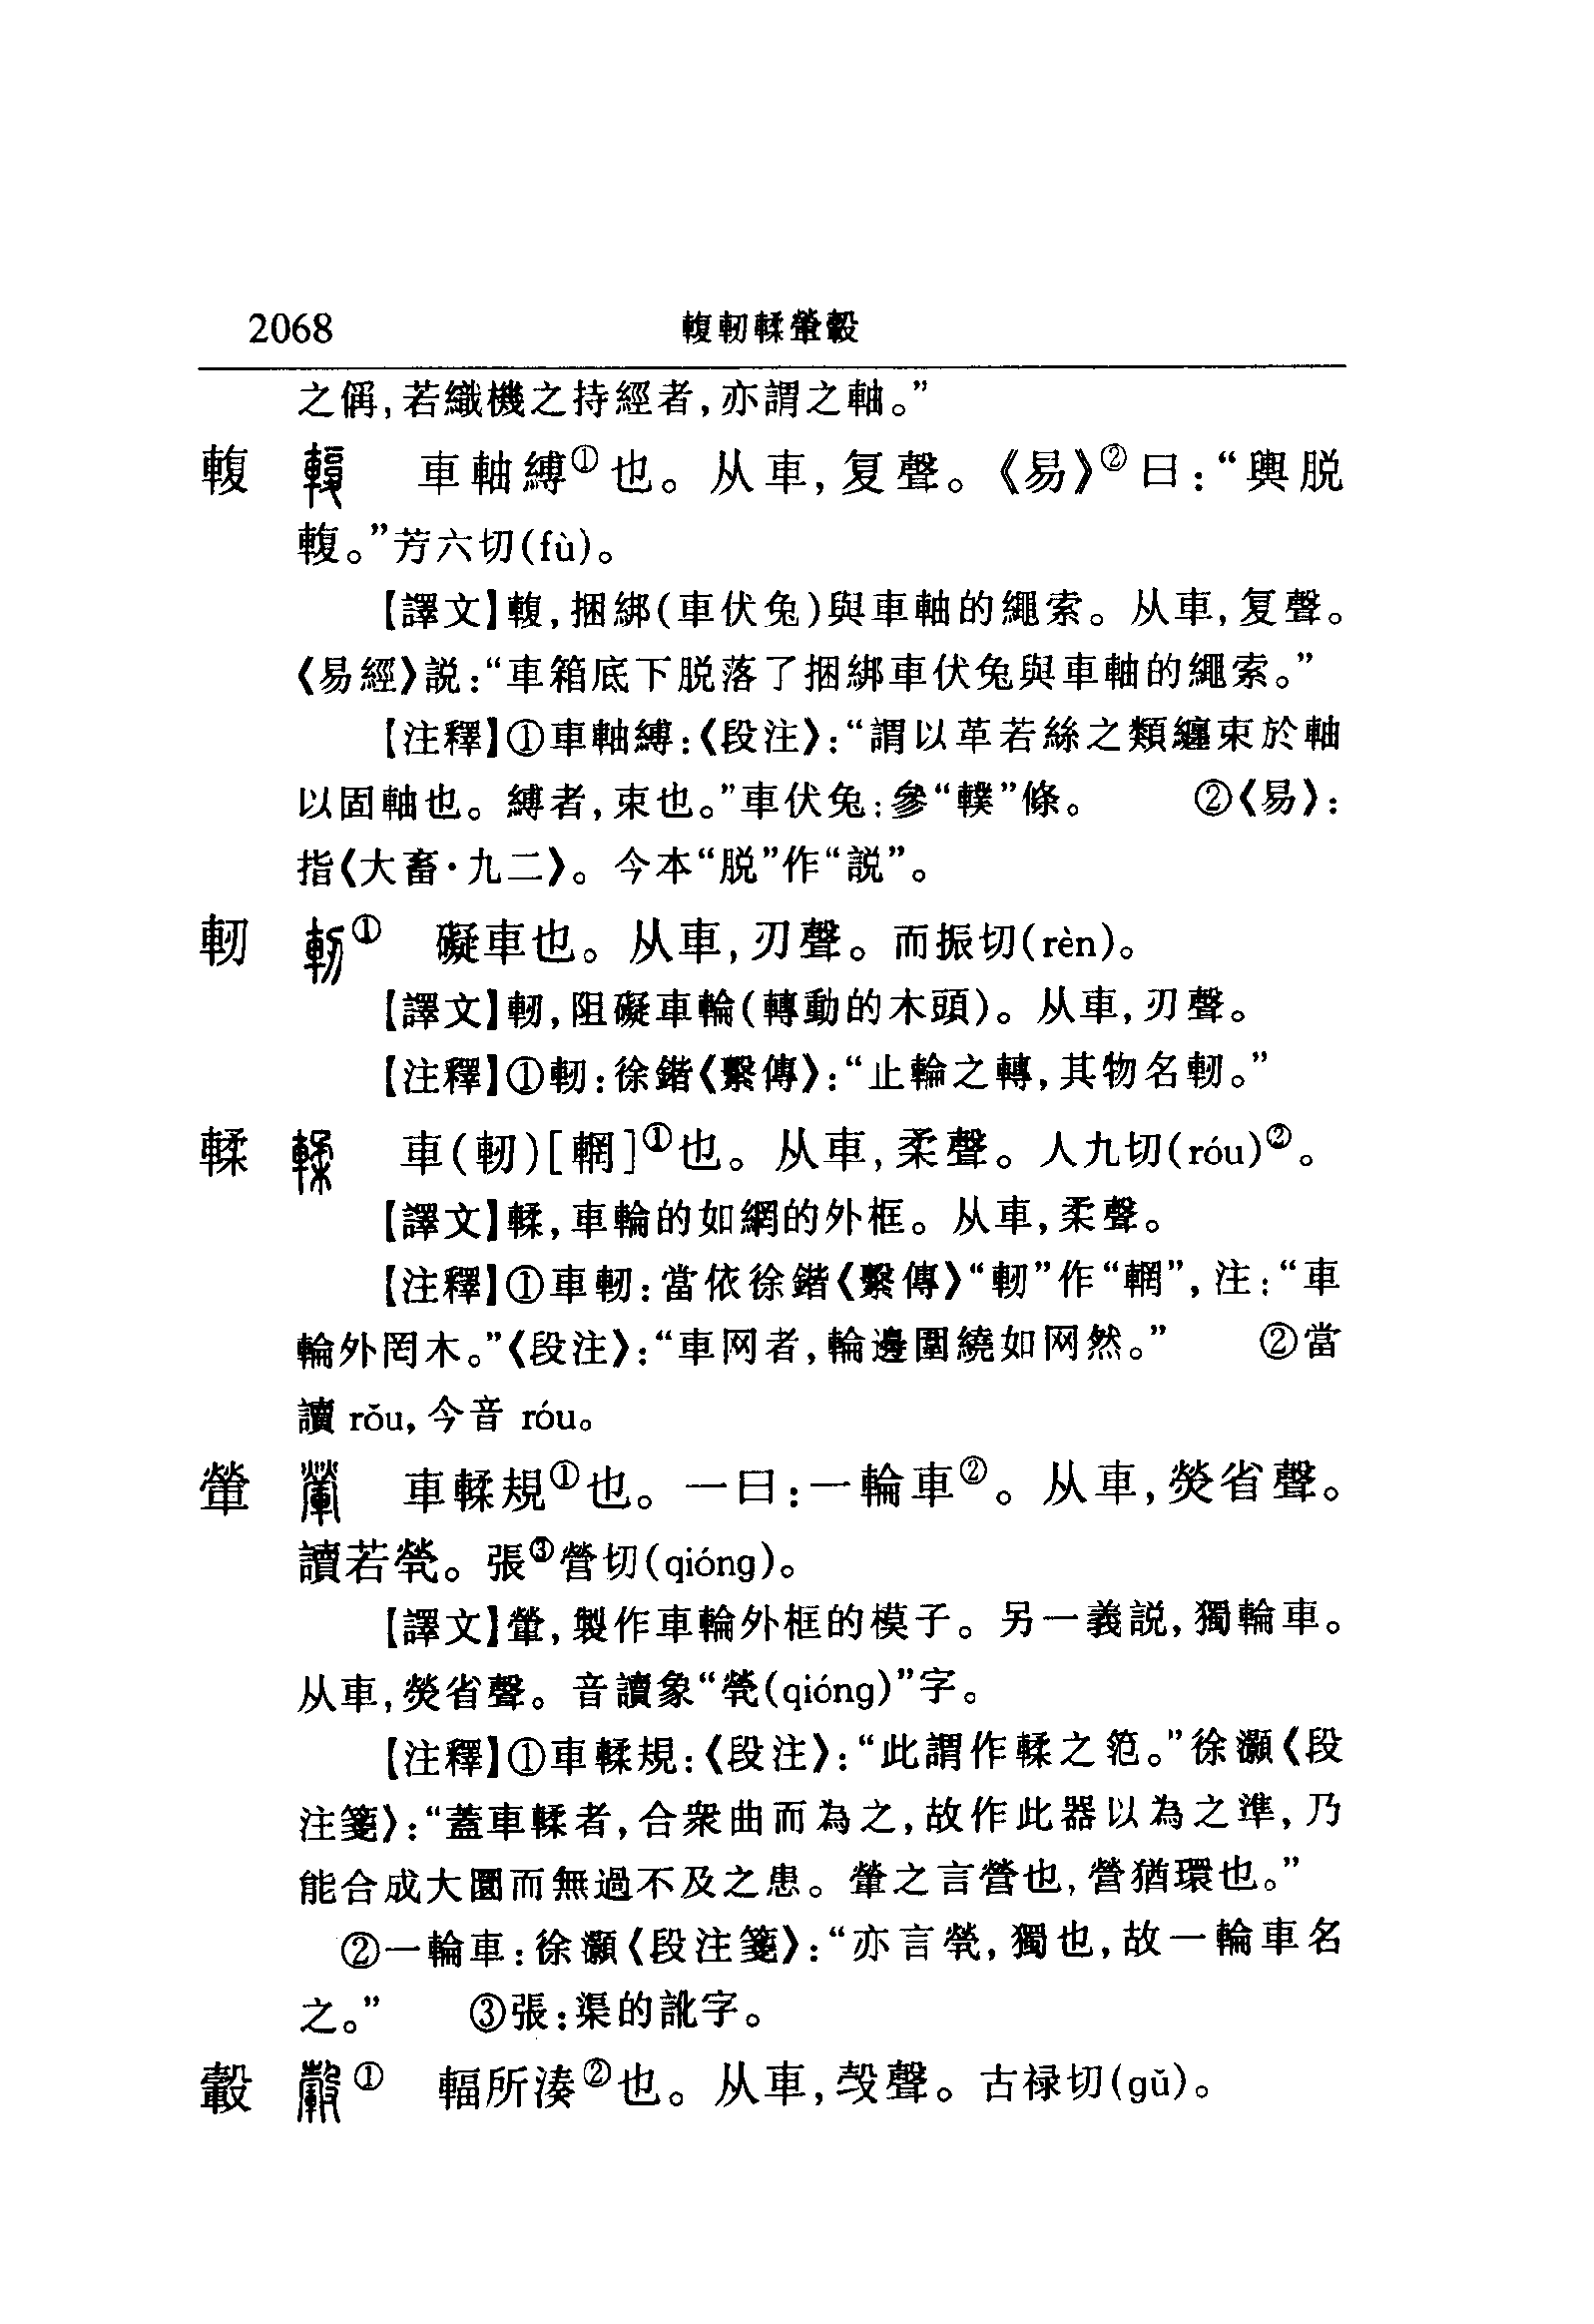 2068 輹軔輮䡓轂
之偁,若織機之持經者,亦謂之軸。”
輹 車軸縛①也。从車,复聲。《易》②曰:“輿脱
輹。”芳六切(fù)。
【譯文】輹,捆綁(車伏兔)與車軸的繩索。从車,复聲。
《易經》説:“車箱底下脱落了捆綁車伏兔與車軸的繩索。”
【注釋】①車軸縛:《段注》:“謂以革若絲之類纏束於軸
以固軸也。縛者,束也。”車伏兔:參“轐”條。 ②《易》:
指《大畜·九二》。今本“脱”作“説”。
軔 ① 礙車也。从車,刃聲。而振切(rèn)。
【譯文】軔,阻礙車輪(轉動的木頭)。从車,刃聲。
【注釋】①軔:徐鍇《繫傳》:“止輪之轉,其物名軔。”
輮 車(軔)[輞]①也。从車,柔聲。人九切(róu)②。
【譯文】輮,車輪的如網的外框。从車,柔聲。
【注釋】①車軔:當依徐鍇《繫傳》“軔”作“輞”,注:“車
輪外罔木。”《段注》:“車网者,輪邊圍繞如网然。” ②當
讀 rǒu,今音 róu。
䡓 車輮規①也。一曰:一輪車②。从車,熒省聲。
讀若煢。張③營切(qióng)。
【譯文】䡓,製作車輪外框的模子。另一義説,獨輪車。
从車,熒省聲。音讀象“煢(qióng)”字。
【注釋】①車輮規:《段注》:“此謂作輮之笵。”徐灝《段
注箋》:“蓋車輮者,合衆曲而為之,故作此器以為之準,乃
能合成大圜而無過不及之患。䡓之言營也,營猶環也。”
②一輪車:徐灝《段注箋》:“亦言煢,獨也,故一輪車名
之。” ③張:渠的訛字。
轂 ① 輻所湊②也。从車,𣪊聲。古禄切(gǔ)。